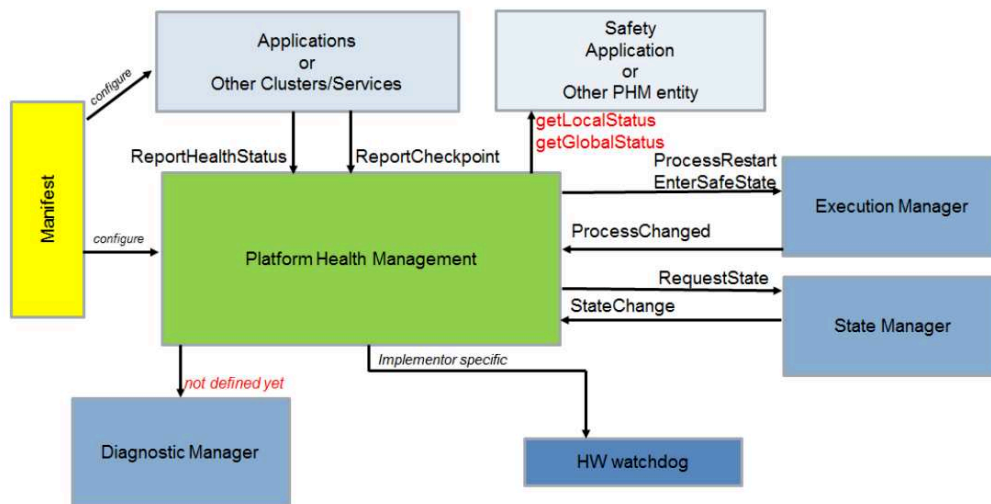 Applications
or
Other Clusters/Services
Safety
Application
or
Other PHM entity
configure
getLocalStatus
getGlobalStatus
ReportHealthStatus
ReportCheckpoint
ProcessRestart
EnterSafeState
Manifest
Execution Manager
configure
Platform Health Management
ProcessChanged
RequestState
StateChange
State Manager
Implementor specific
not defined yet
Diagnostic Manager
HW watchdog